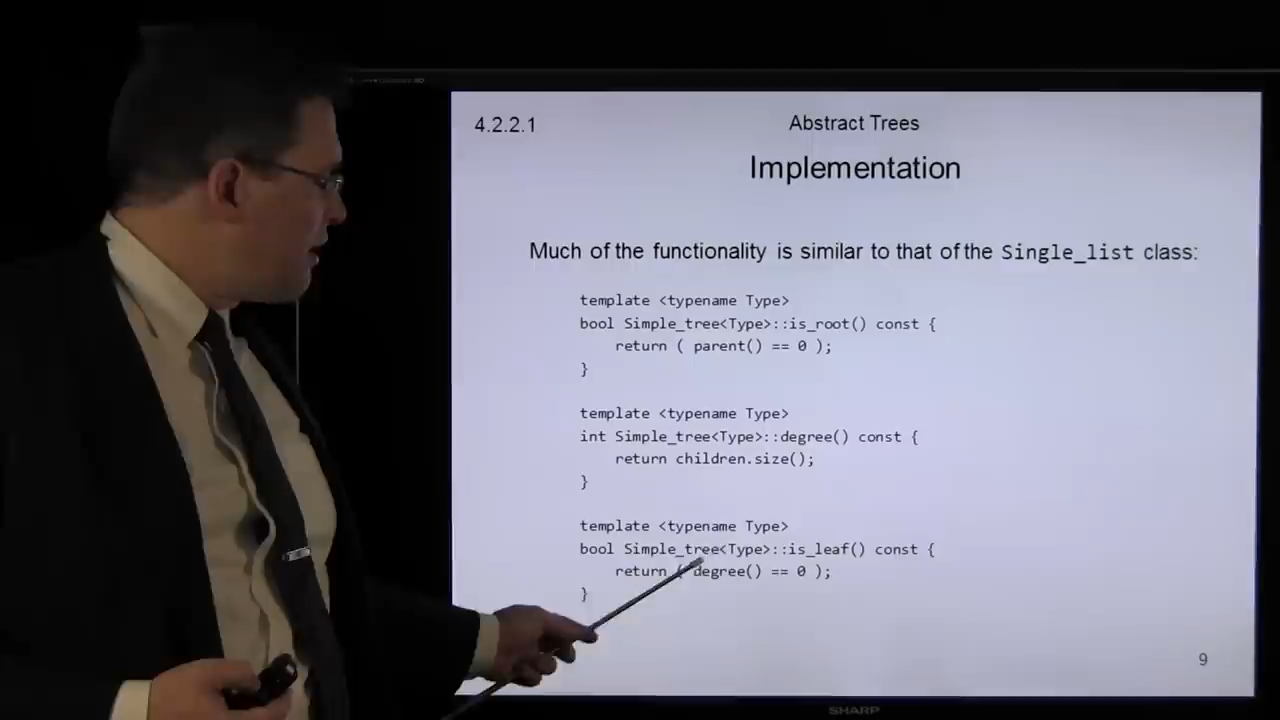 4.2.2.1
Abstract Trees
Implementation
Much of the functionality is similar to that of the Single_list class:
template <typename Type>
bool Simple_tree<Type>::is_root() const {
    return ( parent() == 0 );
}
template <typename Type>
int Simple_tree<Type>::degree() const {
    return children.size();
}
template <typename Type>
bool Simple_tree<Type>::is_leaf() const {
    return ( degree() == 0 );
}
9
SHARP